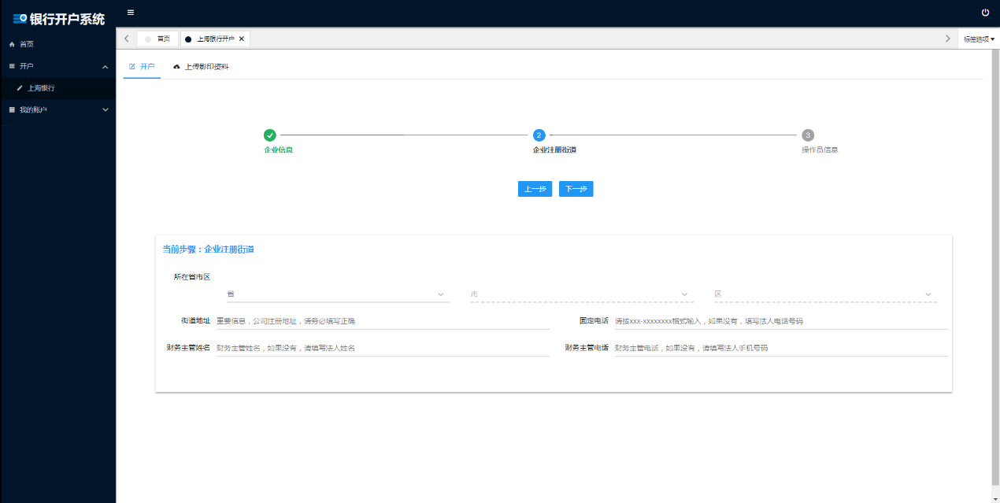 银行开户系统
首页
开户
上海银行
我的账户
首页
上海银行开户
标签选项
开户
上传影印资料
2
3
企业信息
企业注册街道
操作员信息
上一步
下一步
当前步骤：企业注册街道
所在省市区
省
市
区
街道地址
重要信息，公司注册地址，请务必填写正确
固定电话
请按xxx-xxxxxxxx格式输入，如果没有，填写法人电话号码
财务主管姓名
财务主管姓名，如果没有，请填写法人姓名
财务主管电话
财务主管电话，如果没有，请填写法人手机号码